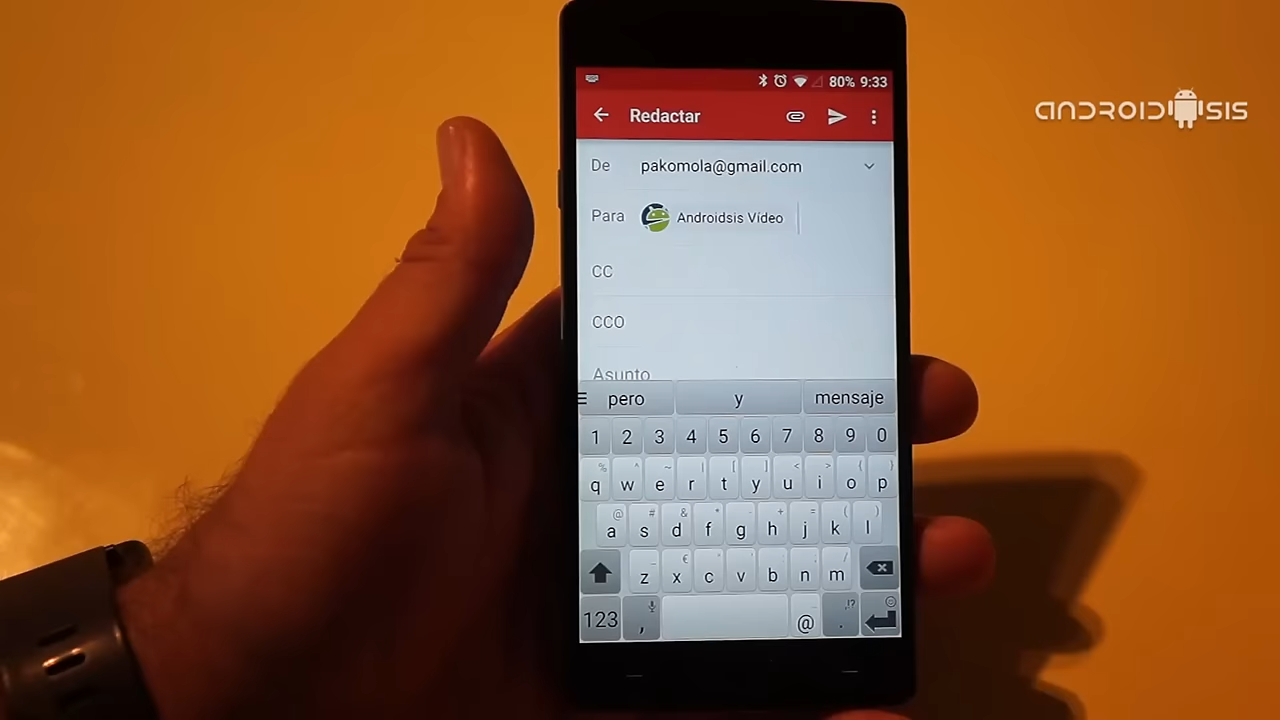 ANDROIDSIS
80% 9:33
Redactar
De pakomola@gmail.com
Para Androidsis Vídeo
CC
CCO
Asunto
pero y mensaje
1 2 3 4 5 6 7 8 9 0
q w e r t y u i o p
a s d f g h j k l
z x c v b n m
123 , @ .